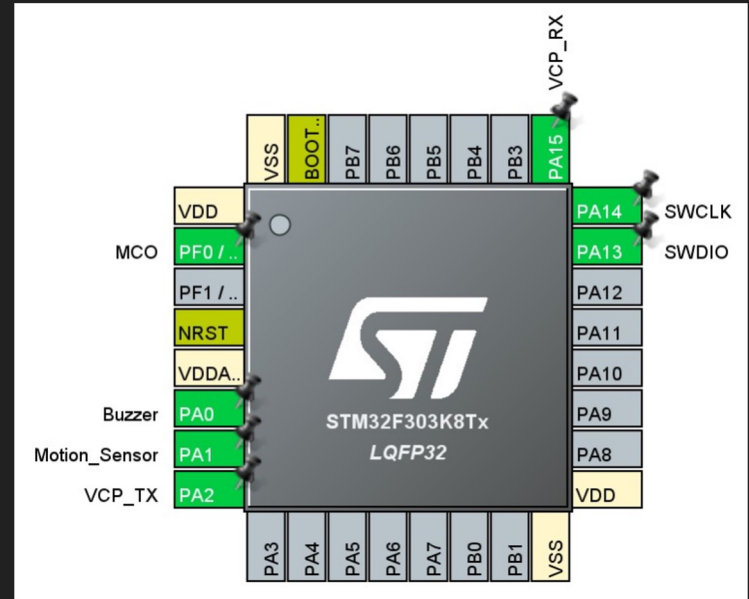 VCP_RX
VSS
BOOT..
PB7
PB6
PB5
PB4
PB3
PA15
VDD
MCO PF0 / ..
PF1 / ..
NRST
VDDA..
Buzzer PA0
Motion_Sensor PA1
VCP_TX PA2
ST
STM32F303K8Tx
LQFP32
PA14 SWCLK
PA13 SWDIO
PA12
PA11
PA10
PA9
PA8
VDD
PA3
PA4
PA5
PA6
PA7
PB0
PB1
VSS